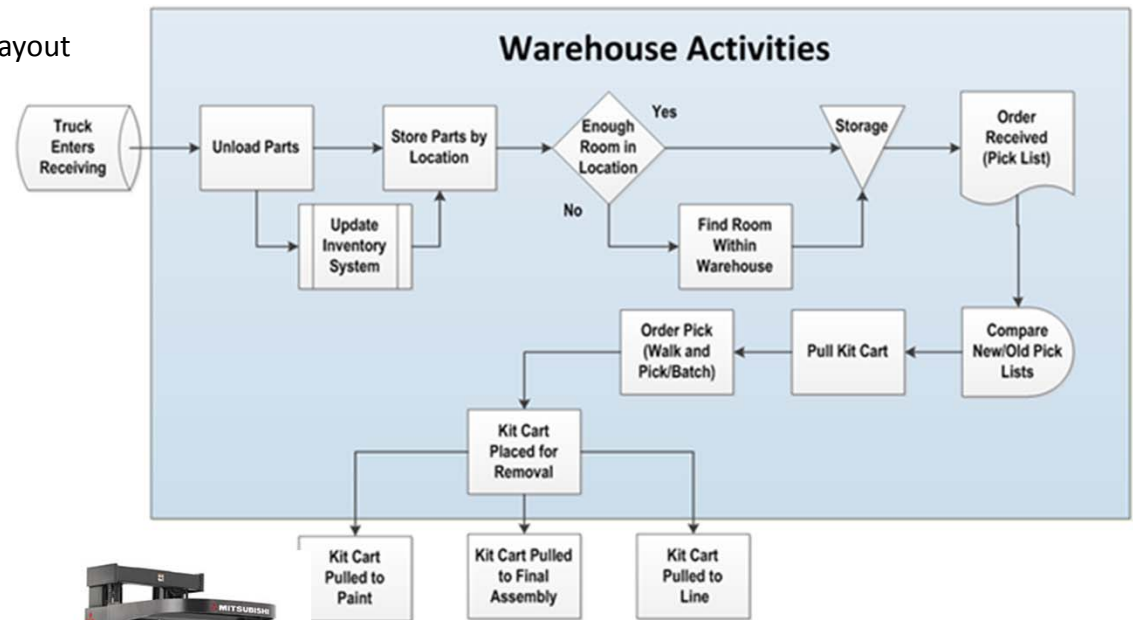 ayout
Warehouse Activities
Truck
Enters
Receiving
Unload Parts
Store Parts by
Location
Enough
Room in
Location
Yes
No
Storage
Order
Received
(Pick List)
Update
Inventory
System
Find Room
Within
Warehouse
Compare
New/Old Pick
Lists
Pull Kit Cart
Order Pick
(Walk and
Pick/Batch)
Kit Cart
Placed for
Removal
Kit Cart
Pulled to
Paint
Kit Cart Pulled
to Final
Assembly
Kit Cart
Pulled to
Line
MITSUBISHI